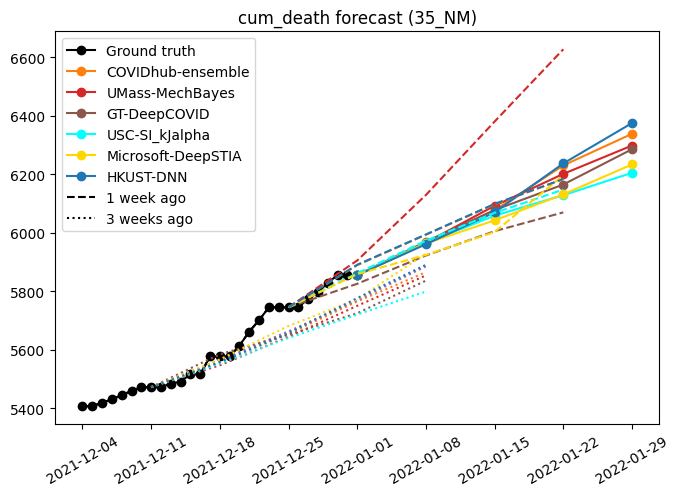 cum_death forecast (35_NM)
6600
6400
6200
6000
5800
5600
5400
Ground truth
COVIDhub-ensemble
UMass-MechBayes
GT-DeepCOVID
USC-SI_kJalpha
Microsoft-DeepSTIA
HKUST-DNN
1 week ago
3 weeks ago
2021-12-04
2021-12-11
2021-12-18
2021-12-25
2022-01-01
2022-01-08
2022-01-15
2022-01-22
2022-01-29